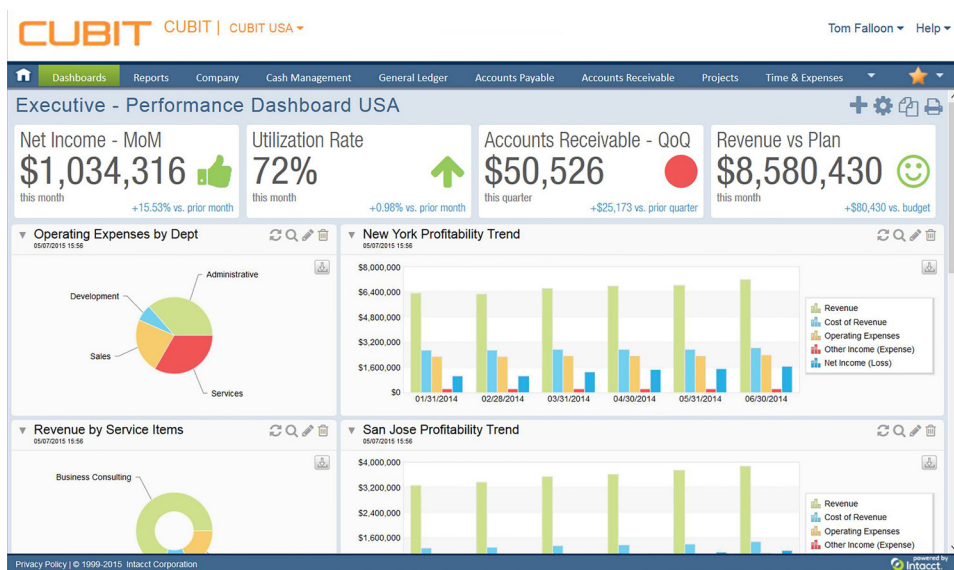 CUBIT CUBIT | CUBIT USA
Tom Falloon Help
Dashboards Reports Company Cash Management General Ledger Accounts Payable Accounts Receivable Projects Time & Expenses
Executive - Performance Dashboard USA
Net Income - MoM
$1,034,316
this month
+15.53% vs. prior month
Utilization Rate
72%
this month
+0.98% vs. prior month
Accounts Receivable - QoQ
$50,526
this quarter
+$25,173 vs. prior quarter
Revenue vs Plan
$8,580,430
this month
+$80,430 vs. budget
Operating Expenses by Dept
05/07/2015 15:56
Administrative
Development
Sales
Services
New York Profitability Trend
05/07/2015 15:56
$8,000,000
$6,400,000
$4,800,000
$3,200,000
$1,600,000
$0
01/31/2014 02/28/2014 03/31/2014 04/30/2014 05/31/2014 06/30/2014
Revenue
Cost of Revenue
Operating Expenses
Other Income (Expense)
Net Income (Loss)
Revenue by Service Items
05/07/2015 15:56
Business Consulting
San Jose Profitability Trend
05/07/2015 15:56
$4,000,000
$3,200,000
$2,400,000
$1,600,000
Revenue
Cost of Revenue
Operating Expenses
Other Income (Expense)
Privacy Policy | © 1999-2015 Intacct Corporation
powered by
Intacct.